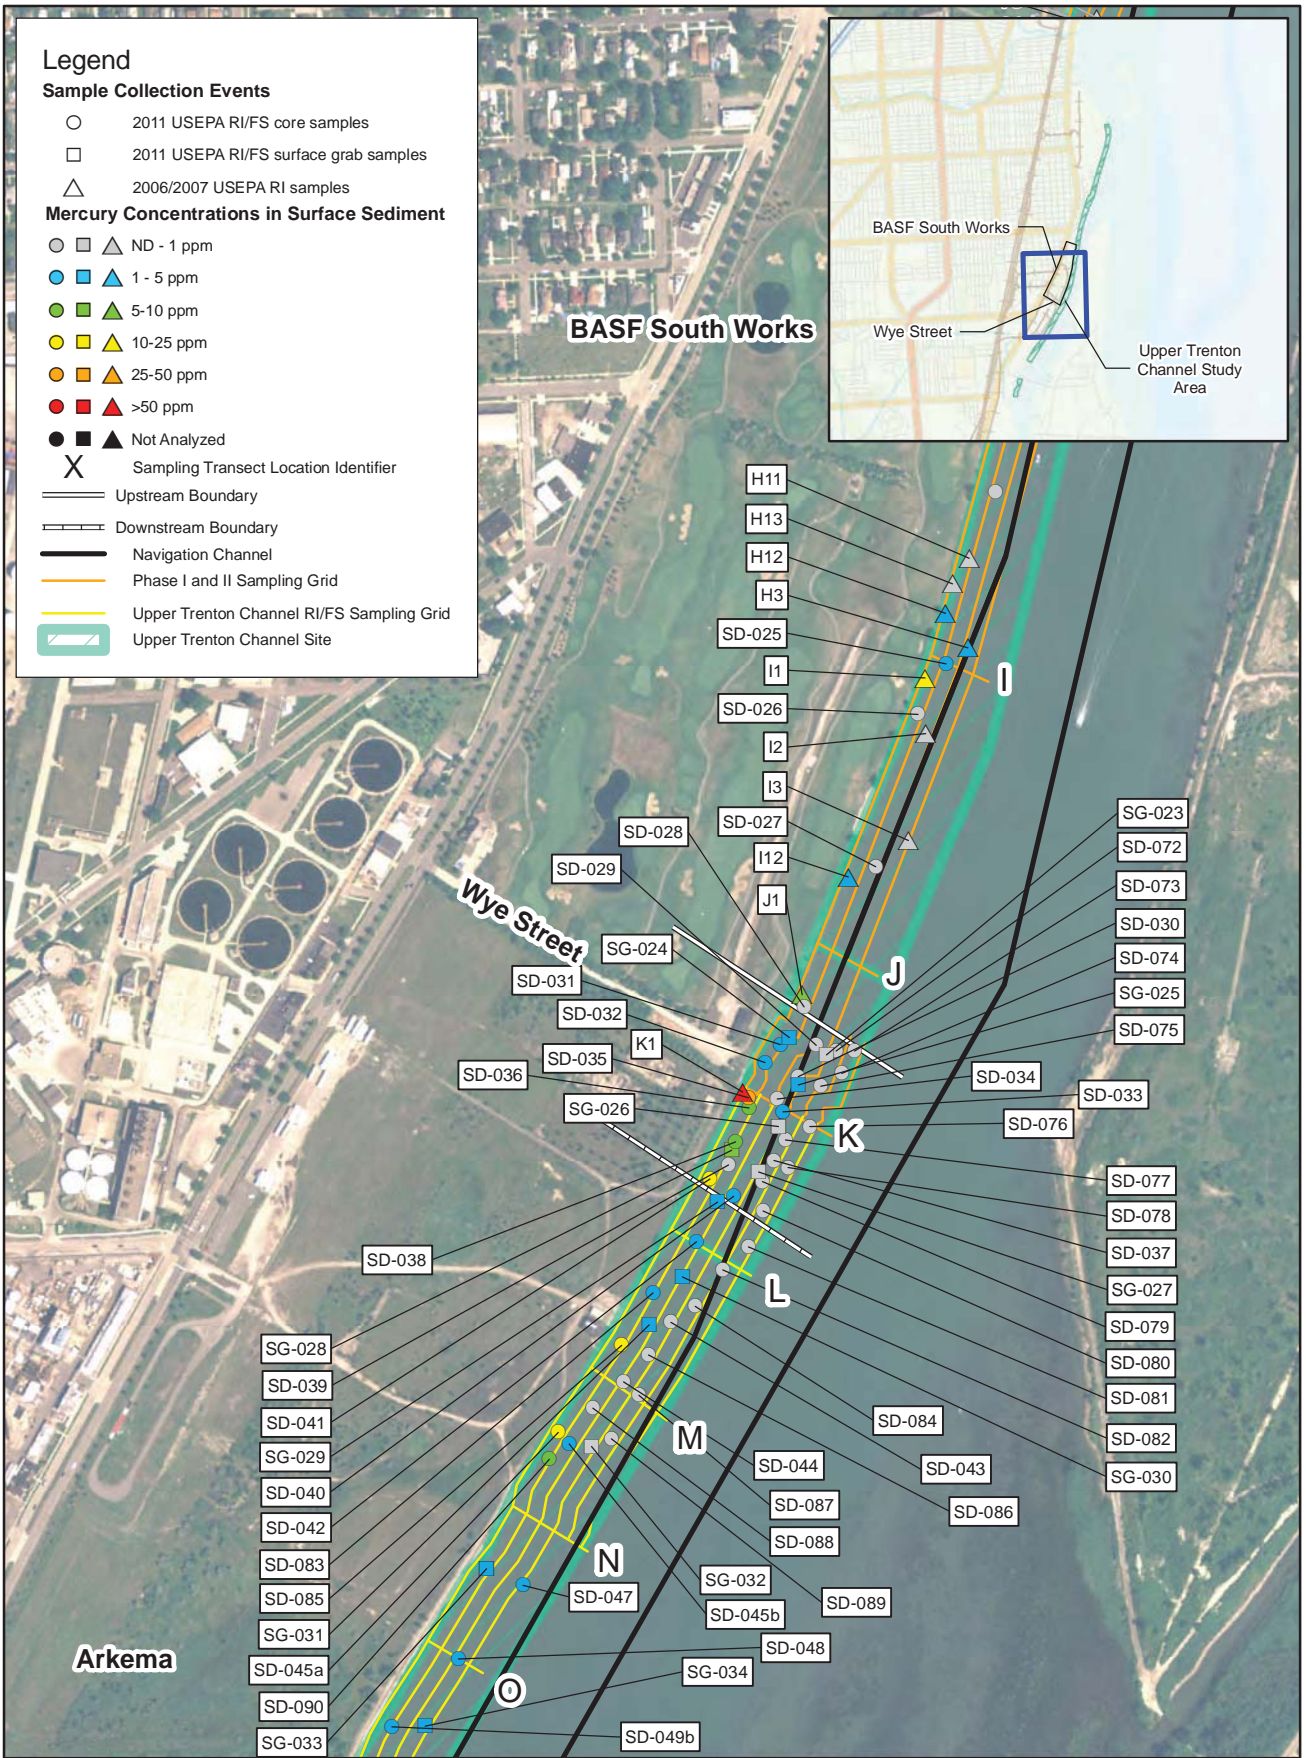 Legend
Sample Collection Events
2011 USEPA RI/FS core samples
2011 USEPA RI/FS surface grab samples
2006/2007 USEPA RI samples
Mercury Concentrations in Surface Sediment
ND - 1 ppm
1 - 5 ppm
5-10 ppm
10-25 ppm
25-50 ppm
>50 ppm
Not Analyzed
X Sampling Transect Location Identifier
Upstream Boundary
Downstream Boundary
Navigation Channel
Phase I and II Sampling Grid
Upper Trenton Channel RI/FS Sampling Grid
Upper Trenton Channel Site
BASF South Works
Wye Street
Upper Trenton
Channel Study
Area
BASF South Works
H11
H13
H12
H3
SD-025
I1
SD-026
I2
I3
SD-027
SD-028
I12
SD-029
J1
SG-024
SD-031
SD-032
K1
SD-035
SD-036
SG-026
Wye Street
I
J
K
L
M
N
O
SG-023
SD-072
SD-073
SD-030
SD-074
SG-025
SD-075
SD-034
SD-033
SD-076
SD-077
SD-078
SD-037
SG-027
SD-079
SD-080
SD-081
SD-082
SG-030
SD-038
SG-028
SD-039
SD-041
SG-029
SD-040
SD-042
SD-083
SD-085
SG-031
SD-045a
SD-090
SG-033
SD-084
SD-043
SD-086
SD-044
SD-087
SD-088
SD-089
SG-032
SD-045b
SD-047
SD-048
SG-034
SD-049b
Arkema